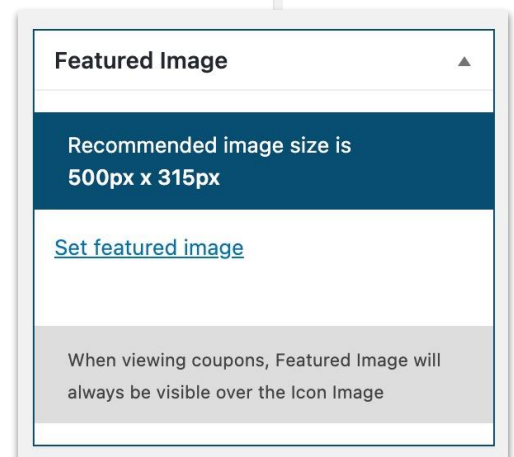 Featured Image
Recommended image size is
500px x 315px
Set featured image
When viewing coupons, Featured Image will
always be visible over the Icon Image